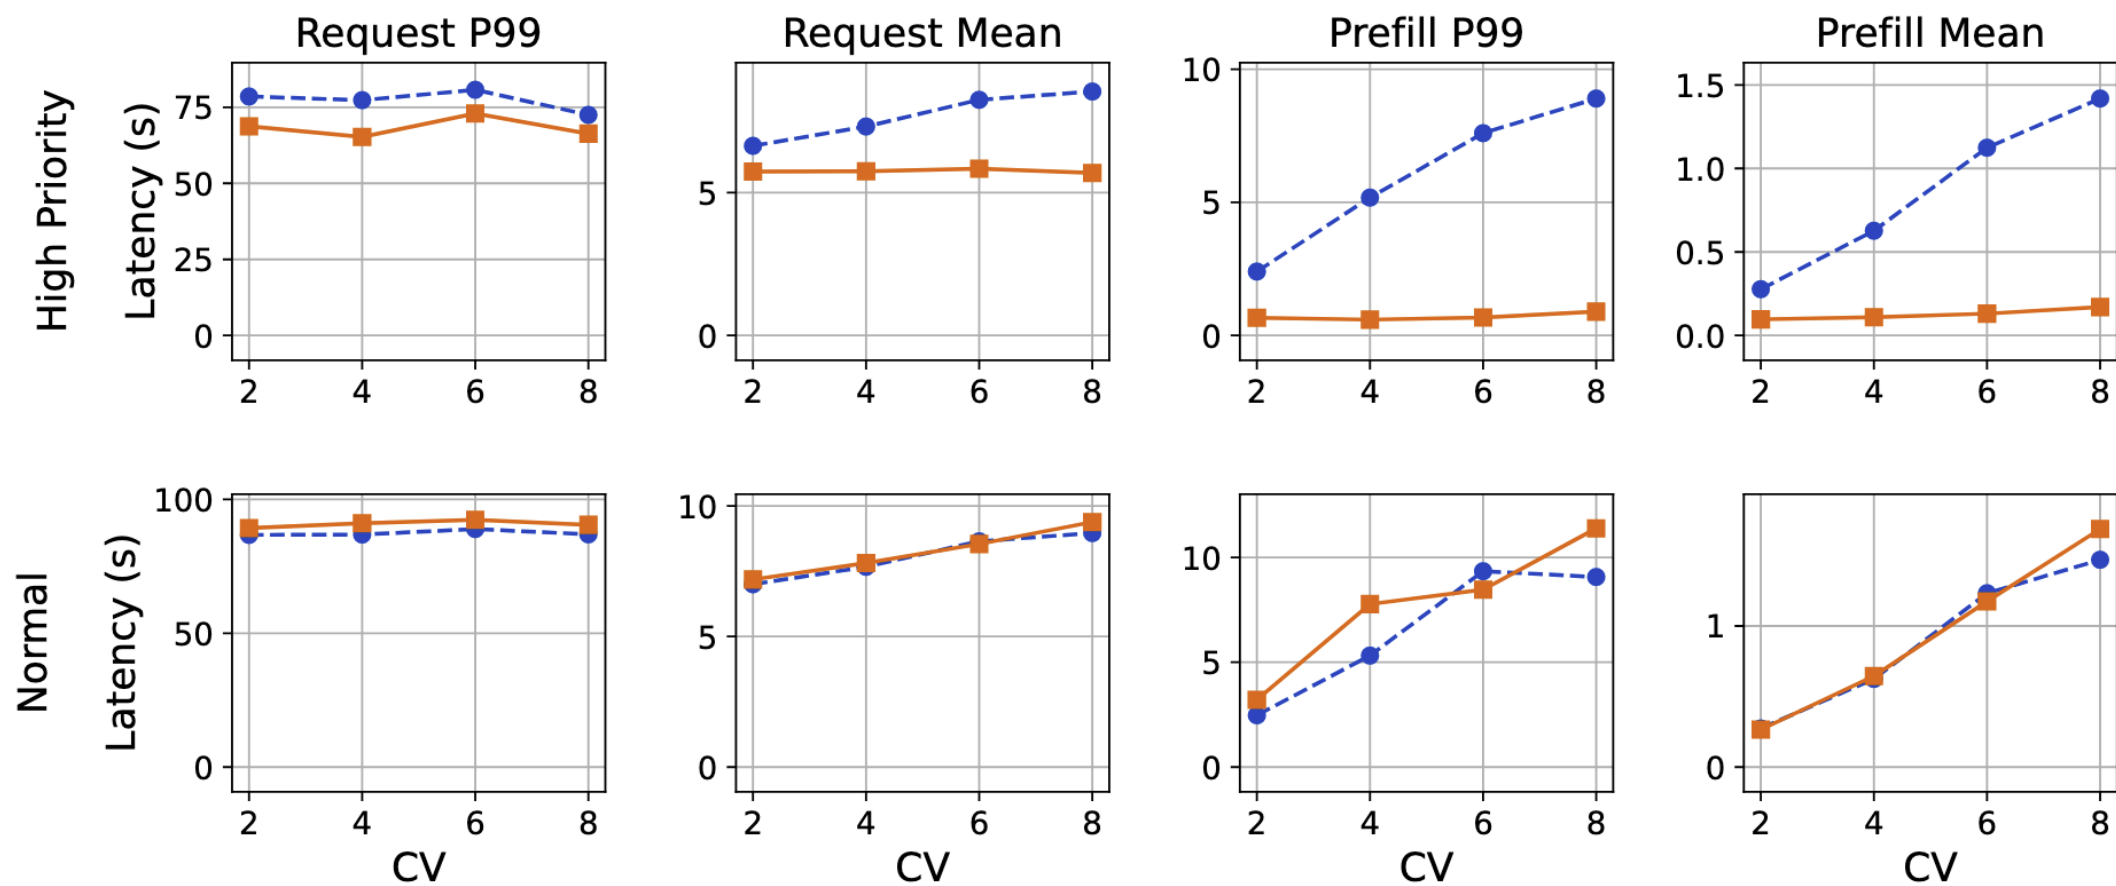 Request P99
Request Mean
Prefill P99
Prefill Mean
High Priority
Latency (s)
75
50
25
0
2 4 6 8
5
0
2 4 6 8
10
5
0
2 4 6 8
1.5
1.0
0.5
0.0
2 4 6 8
Normal
Latency (s)
100
50
0
2 4 6 8
CV
10
5
0
2 4 6 8
CV
10
5
0
2 4 6 8
CV
1
0
2 4 6 8
CV